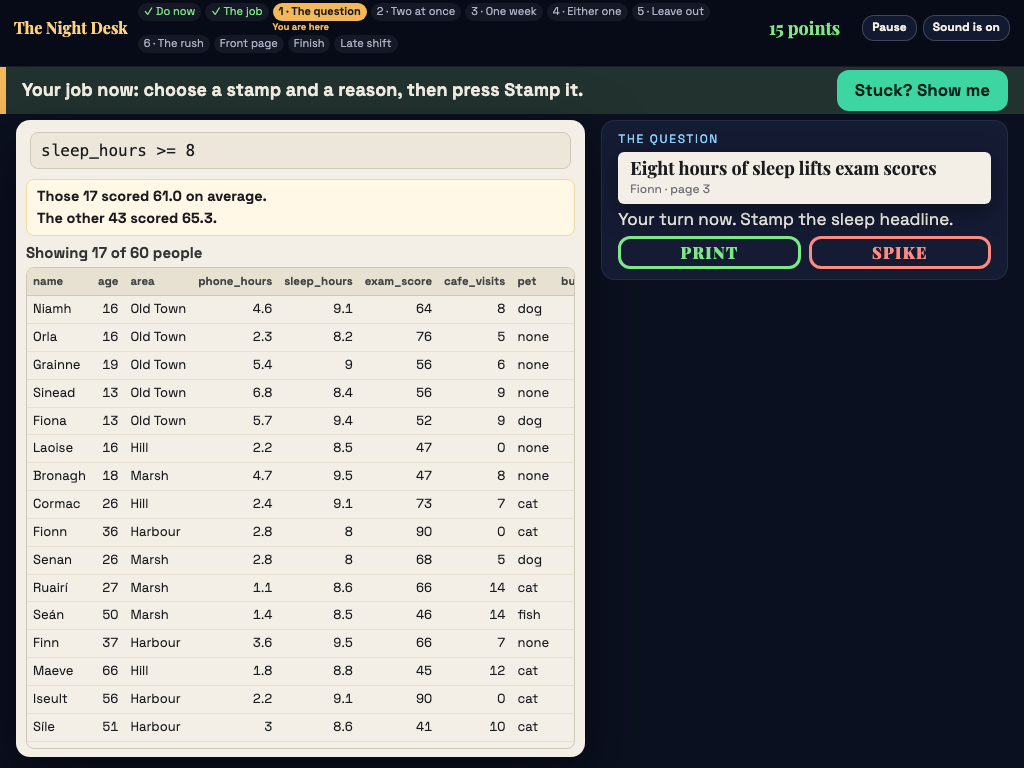 The Night Desk
✓ Do now
✓ The job
1 · The question
2 · Two at once
3 · One week
4 · Either one
5 · Leave out
You are here
6 · The rush
Front page
Finish
Late shift
15 points
Pause
Sound is on
Your job now: choose a stamp and a reason, then press Stamp it.
Stuck? Show me
sleep_hours >= 8
Those 17 scored 61.0 on average.
The other 43 scored 65.3.
Showing 17 of 60 people
name age area phone_hours sleep_hours exam_score cafe_visits pet bu
Niamh 16 Old Town 4.6 9.1 64 8 dog
Orla 16 Old Town 2.3 8.2 76 5 none
Grainne 19 Old Town 5.4 9 56 6 none
Sinead 13 Old Town 6.8 8.4 56 9 none
Fiona 13 Old Town 5.7 9.4 52 9 dog
Laoise 16 Hill 2.2 8.5 47 0 none
Bronagh 18 Marsh 4.7 9.5 47 8 none
Cormac 26 Hill 2.4 9.1 73 7 cat
Fionn 36 Harbour 2.8 8 90 0 cat
Senan 26 Marsh 2.8 8 68 5 dog
Ruairí 27 Marsh 1.1 8.6 66 14 cat
Seán 50 Marsh 1.4 8.5 46 14 fish
Finn 37 Harbour 3.6 9.5 66 7 none
Maeve 66 Hill 1.8 8.8 45 12 cat
Iseult 56 Harbour 2.2 9.1 90 0 cat
Síle 51 Harbour 3 8.6 41 10 cat
THE QUESTION
Eight hours of sleep lifts exam scores
Fionn · page 3
Your turn now. Stamp the sleep headline.
PRINT
SPIKE